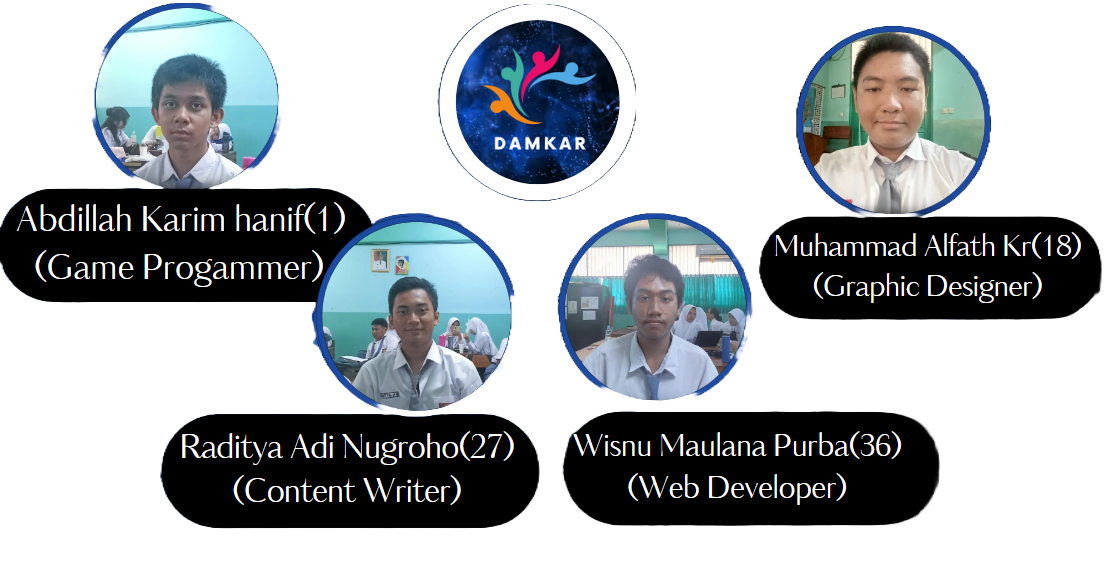 DAMKAR
Abdillah Karim hanif(1)
(Game Progammer)
Muhammad Alfath Kr(18)
(Graphic Designer)
Raditya Adi Nugroho(27)
(Content Writer)
Wisnu Maulana Purba(36)
(Web Developer)